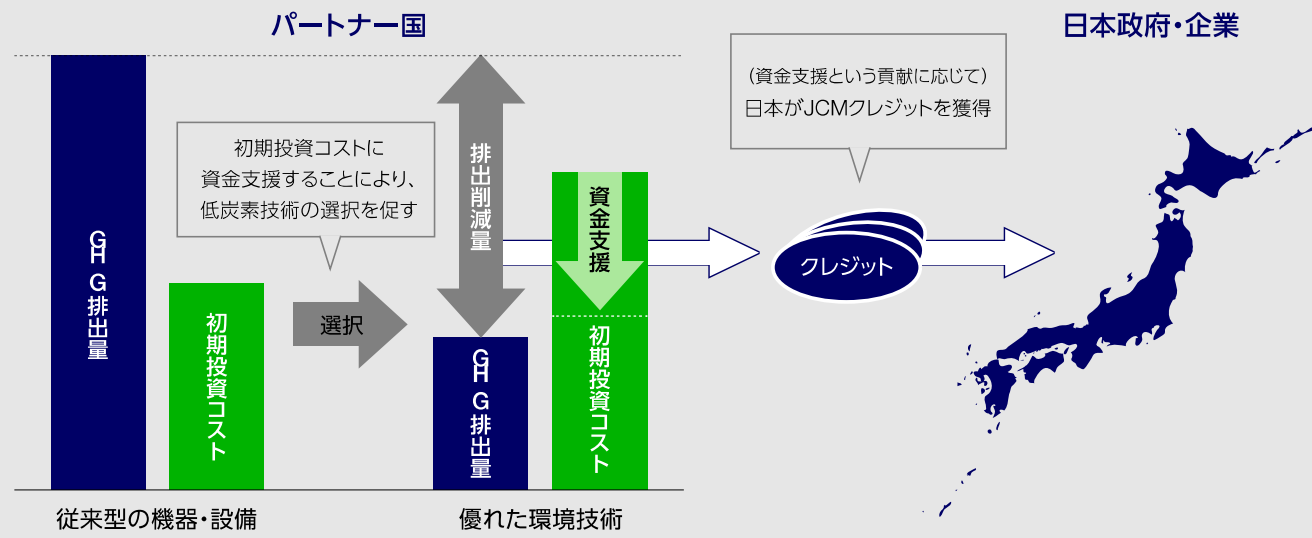 パートナー国
日本政府・企業
(資金支援という貢献に応じて)
日本がJCMクレジットを獲得
初期投資コストに
資金支援することにより、
低炭素技術の選択を促す
GHG排出量
初期投資コスト
選択
排出削減量
GHG排出量
資金支援
初期投資コスト
クレジット
従来型の機器・設備
優れた環境技術